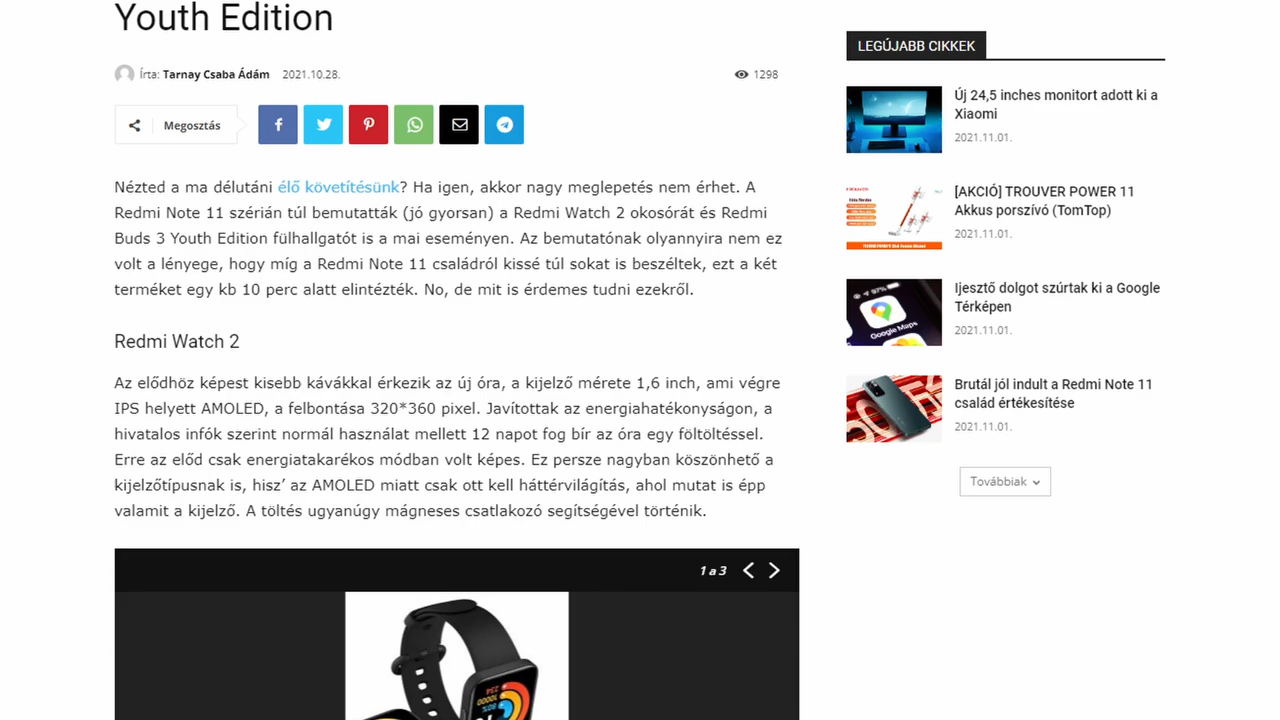 Youth Edition
Írta: Tarnay Csaba Ádám 2021.10.28. 1298
Megosztás
Nézted a ma délutáni élő követítésünk? Ha igen, akkor nagy meglepetés nem érhet. A
Redmi Note 11 szérián túl bemutatták (jó gyorsan) a Redmi Watch 2 okosórát és Redmi
Buds 3 Youth Edition fülhallgatót is a mai eseményen. Az bemutatónak olyannyira nem ez
volt a lényege, hogy míg a Redmi Note 11 családról kissé túl sokat is beszéltek, ezt a két
terméket egy kb 10 perc alatt elintézték. No, de mit is érdemes tudni ezekről.
Redmi Watch 2
Az elődhöz képest kisebb kávákkal érkezik az új óra, a kijelző mérete 1,6 inch, ami végre
IPS helyett AMOLED, a felbontása 320*360 pixel. Javítottak az energiahatékonyságon, a
hivatalos infók szerint normál használat mellett 12 napot fog bír az óra egy föltöltéssel.
Erre az előd csak energiatakarékos módban volt képes. Ez persze nagyban köszönhető a
kijelzőtípusnak is, hisz’ az AMOLED miatt csak ott kell háttérvilágítás, ahol mutat is épp
valamit a kijelző. A töltés ugyanúgy mágneses csatlakozó segítségével történik.
1 a 3
LEGÚJABB CIKKEK
Új 24,5 inches monitort adott ki a
Xiaomi
2021.11.01.
[AKCIÓ] TROUVER POWER 11
Akkus porszívó (TomTop)
2021.11.01.
Ijesztő dolgot szúrtak ki a Google
Térképen
2021.11.01.
97%
Google Maps
Brutál jól indult a Redmi Note 11
család értékesítése
2021.11.01.
Továbbiak